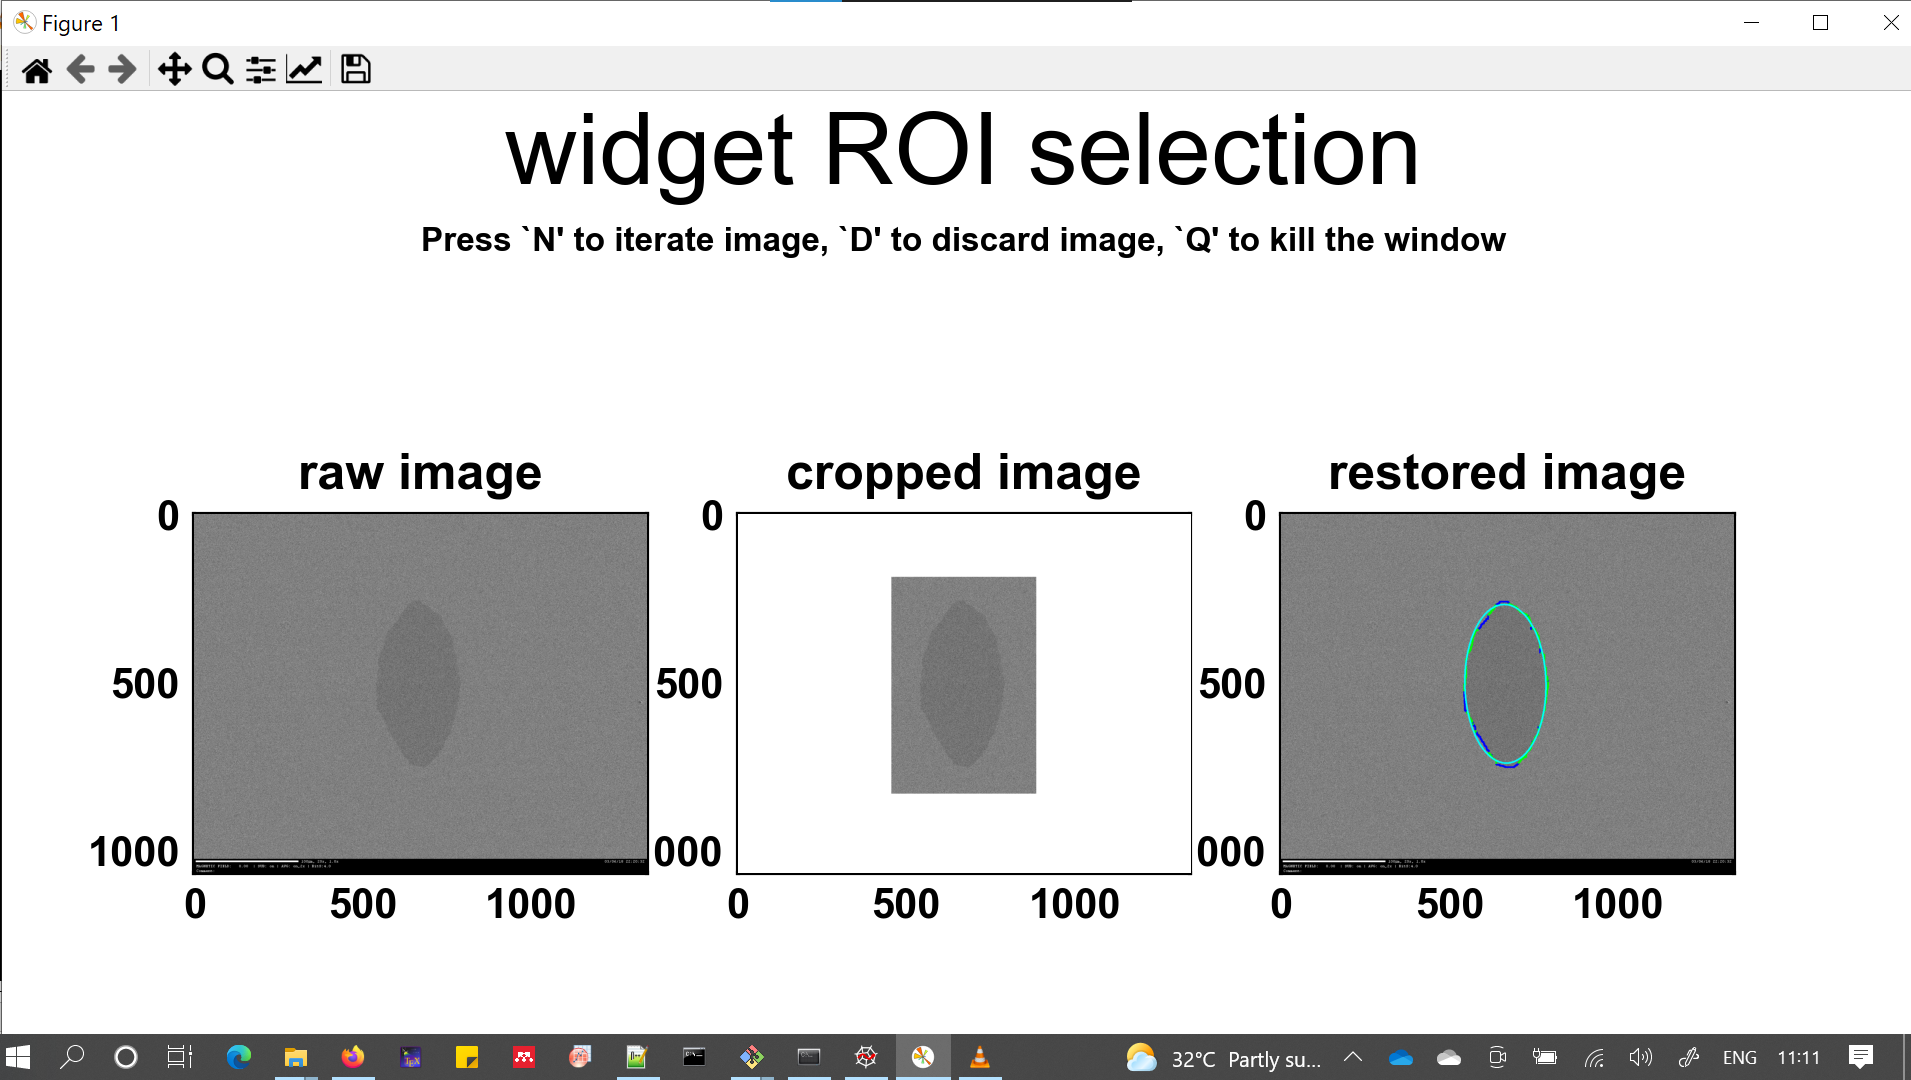 Figure 1
widget ROI selection
Press `N' to iterate image, `D' to discard image, `Q' to kill the window
raw image
cropped image
restored image
0
500
1000
0
500
1000
0
500
000
0
500
1000
0
500
000
0
500
1000
32°C Partly su...
ENG
11:11